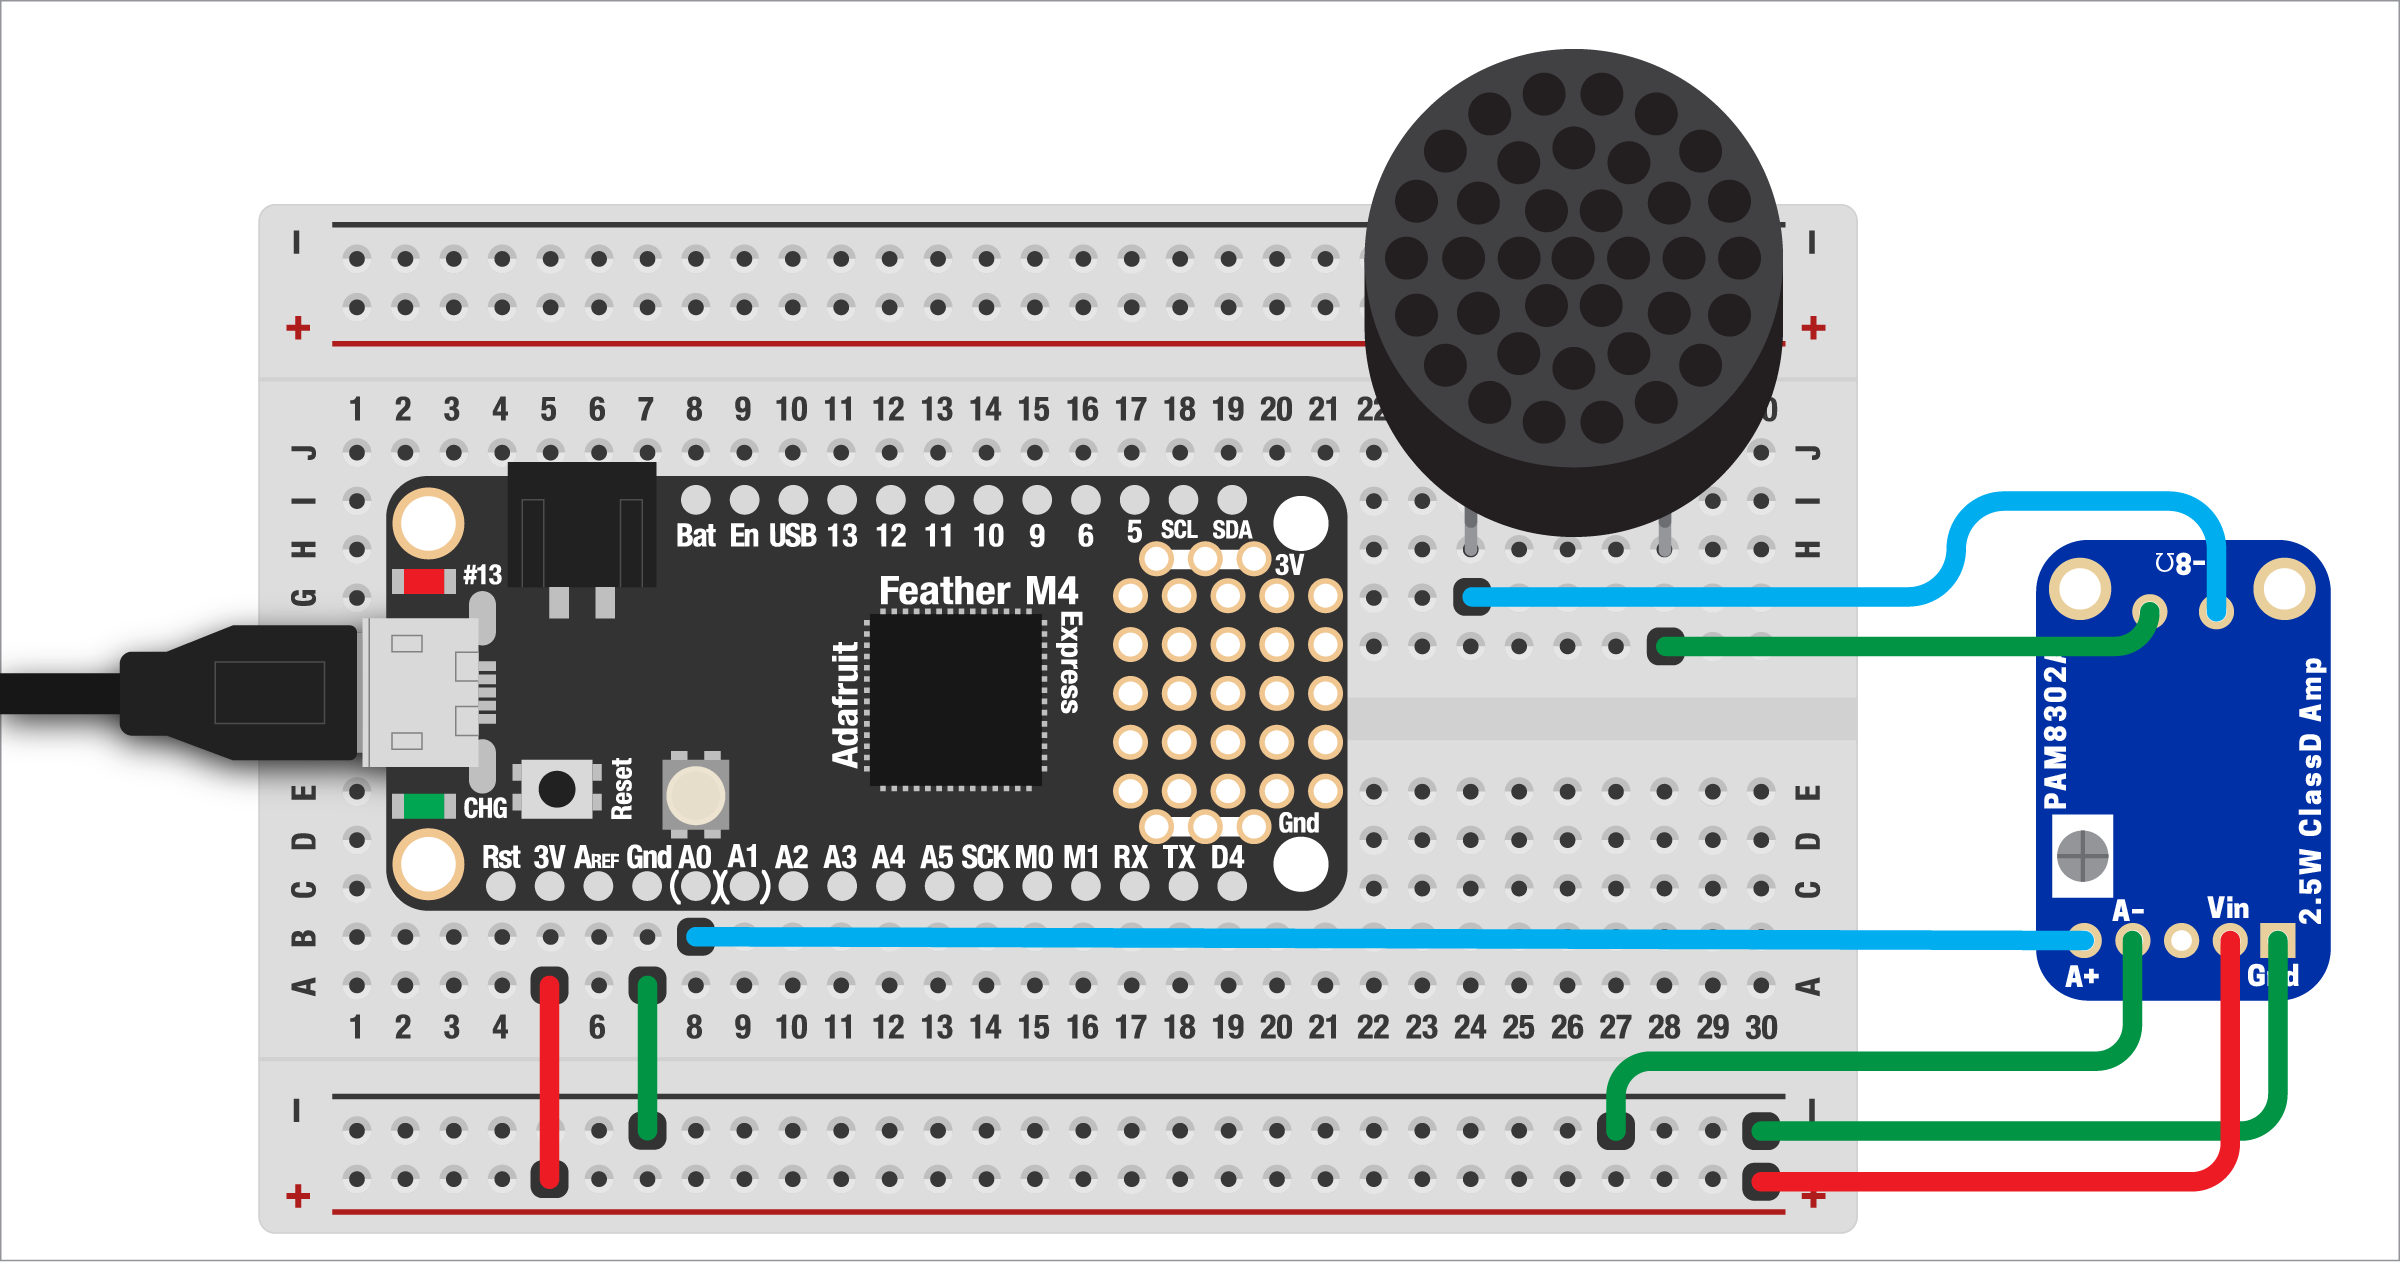 − −
+ +
1 2 3 4 5 6 7 8 9 10 11 12 13 14 15 16 17 18 19 20 21 22 0
J J
I I
H H
G
E E
D D
C C
B B
A A
Bat En USB 13 12 11 10 9 6 5 SCL SDA
#13
3V
Feather M4
Express
Adafruit
Reset
CHG
Gnd
Rst 3V AREF Gnd A0 A1 A2 A3 A4 A5 SCK M0 M1 RX TX D4
( )( )
1 2 3 4 6 8 9 10 11 12 13 14 15 16 17 18 19 20 21 22 23 24 25 26 27 28 29 30
− −
+ +
-8Ω
PAM8302A
2.5W ClassD Amp
A- Vin
A+ Gnd